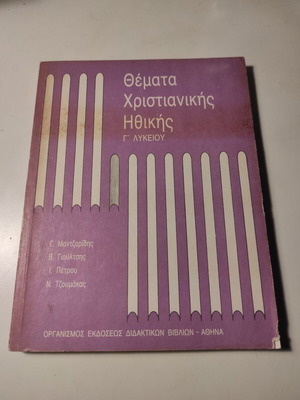 Θέματα
Χριστιανικής
Ηθικής
Γ΄ ΛΥΚΕΙΟΥ
Γ. Μαντζαρίδης
Β. Γιούλτσης
Ι. Πέτρου
Ν. Τζουμάκας
ΟΡΓΑΝΙΣΜΟΣ ΕΚΔΟΣΕΩΣ ΔΙΔΑΚΤΙΚΩΝ ΒΙΒΛΙΩΝ - ΑΘΗΝΑ